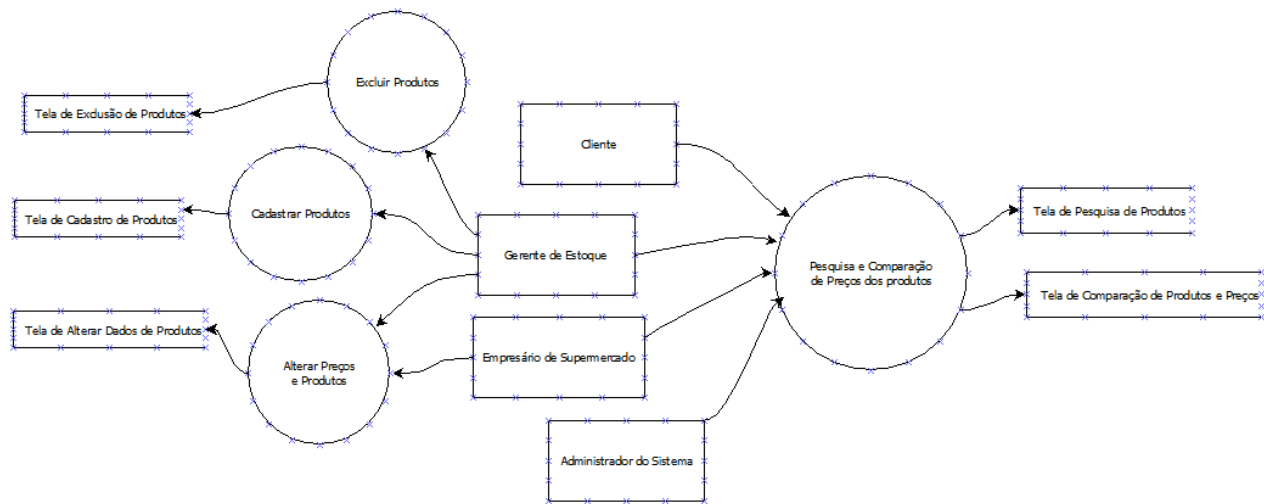 Excluir Produtos
Tela de Exclusão de Produtos
Cliente
Cadastrar Produtos
Tela de Cadastro de Produtos
Tela de Pesquisa de Produtos
Gerente de Estoque
Pesquisa e Comparação
de Preços dos produtos
Tela de Comparação de Produtos e Preços
Tela de Alterar Dados de Produtos
Empresário de Supermercado
Alterar Preços
e Produtos
Administrador do Sistema